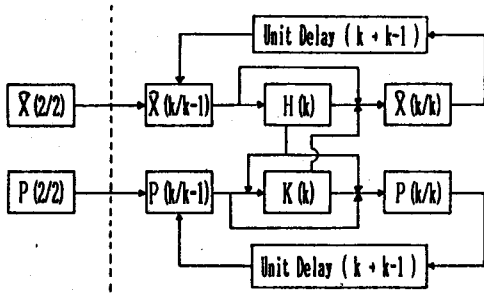 Unit Delay ( k + k-1 )
X̂(2/2) X̂(k/k-1) H(k) X̂(k/k)
P(2/2) P(k/k-1) K(k) P(k/k)
Unit Delay ( k + k-1 )